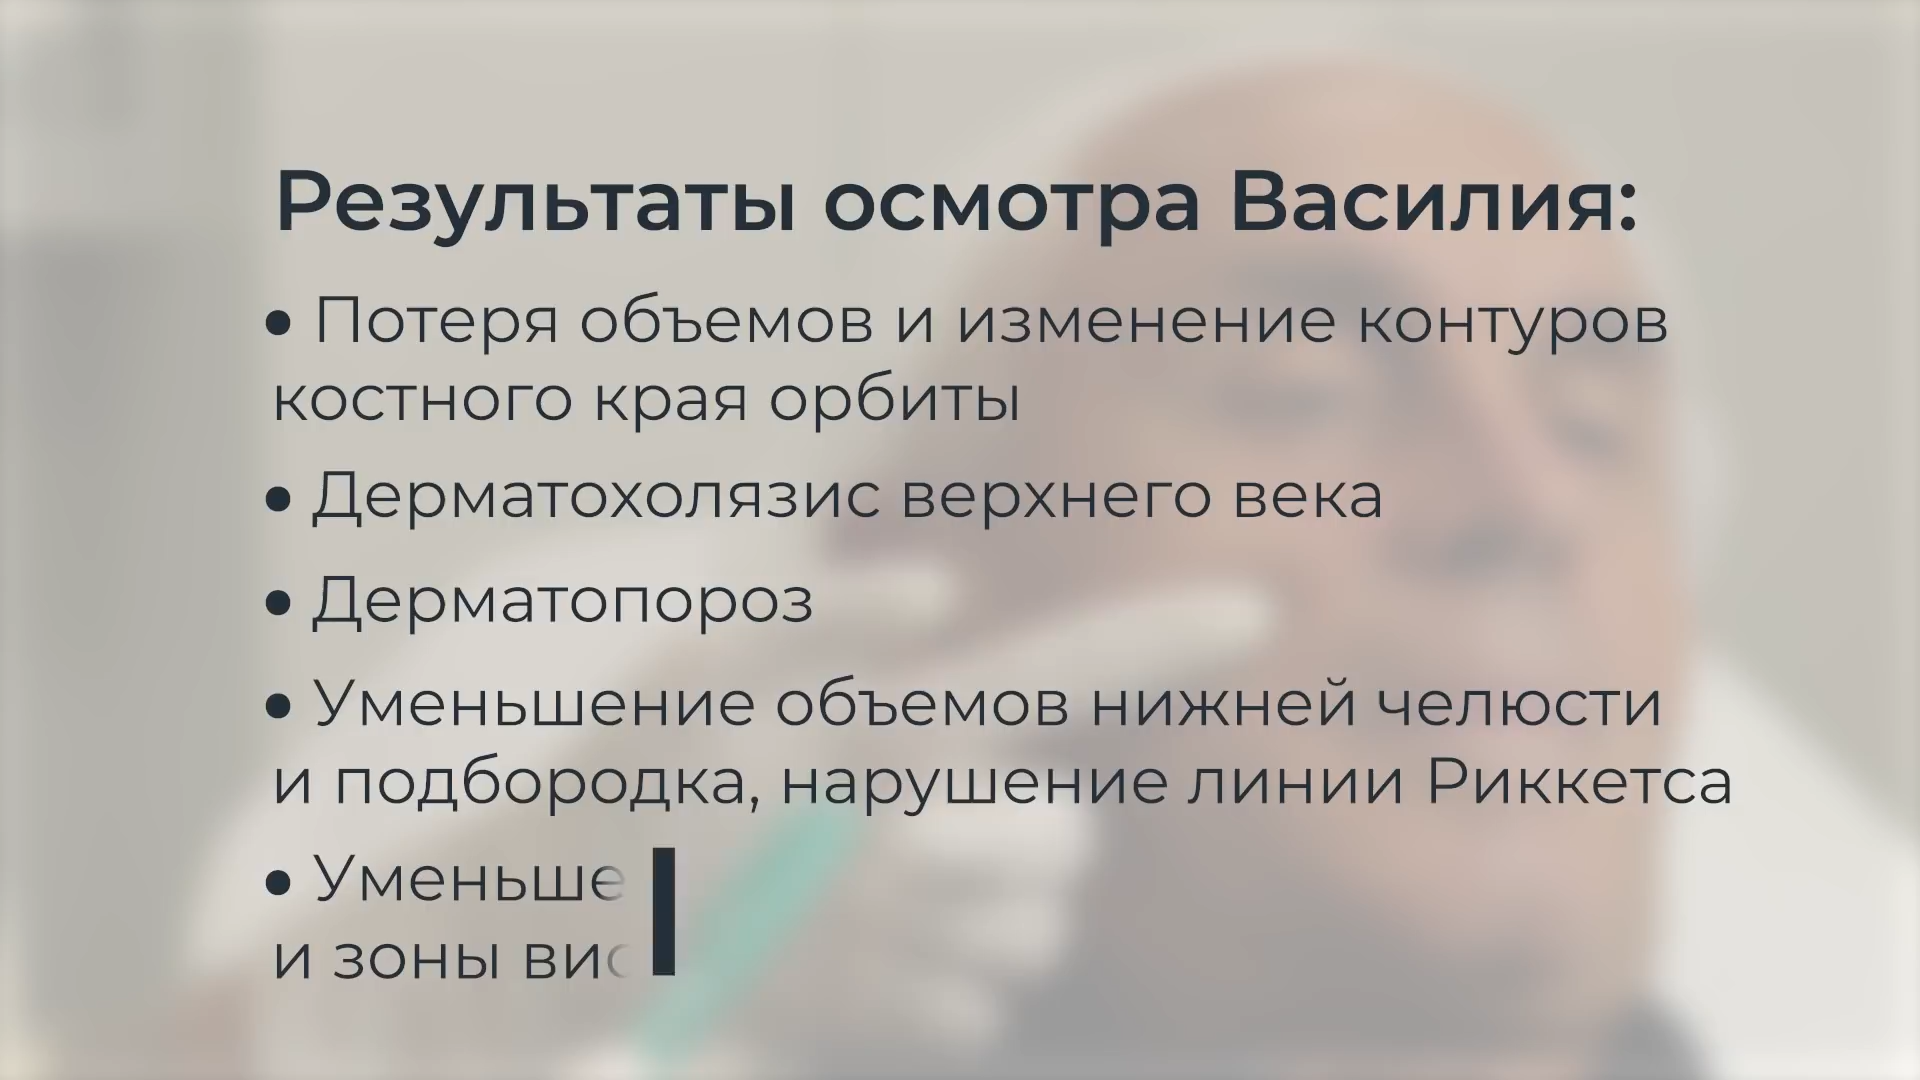 Результаты осмотра Василия:
• Потеря объемов и изменение контуров
костного края орбиты
• Дерматохолязис верхнего века
• Дерматопороз
• Уменьшение объемов нижней челюсти
и подбородка, нарушение линии Риккетса
• Уменьше
и зоны вис